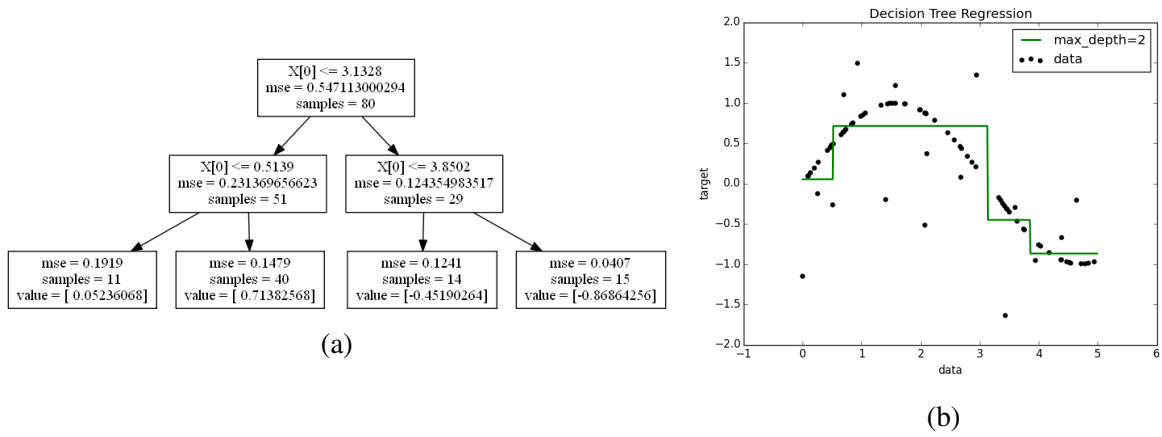 X[0] <= 3.1328
mse = 0.547113000294
samples = 80
X[0] <= 0.5139
mse = 0.231369656623
samples = 51
X[0] <= 3.8502
mse = 0.124354983517
samples = 29
mse = 0.1919
samples = 11
value = [ 0.05236068]
mse = 0.1479
samples = 40
value = [ 0.71382568]
mse = 0.1241
samples = 14
value = [-0.45190264]
mse = 0.0407
samples = 15
value = [-0.86864256]
(a)
Decision Tree Regression
max_depth=2
data
target
2.0
1.5
1.0
0.5
0.0
−0.5
−1.0
−1.5
−2.0
−1
0
1
2
3
4
5
6
data
(b)